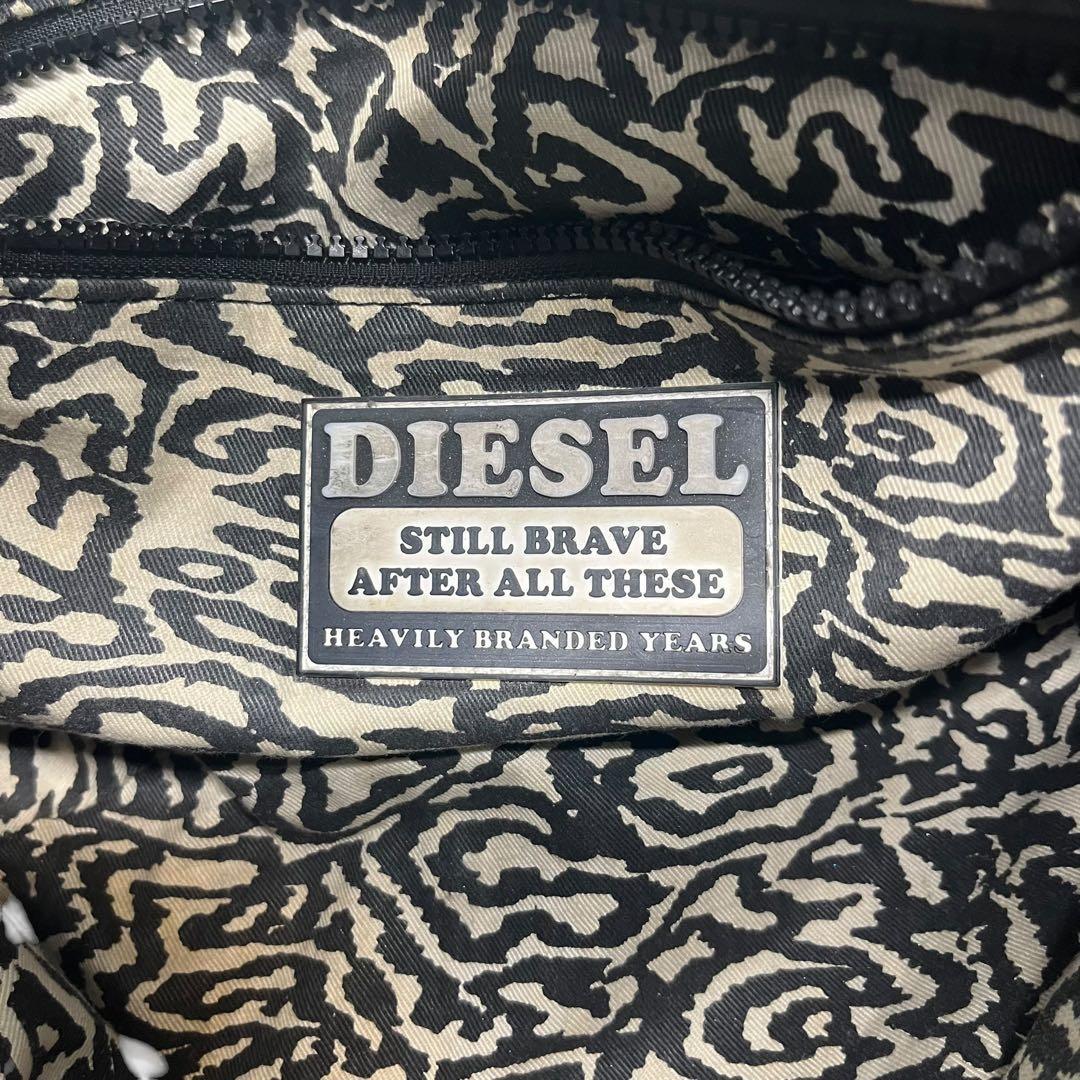 DIESEL
STILL BRAVE
AFTER ALL THESE
HEAVILY BRANDED YEARS